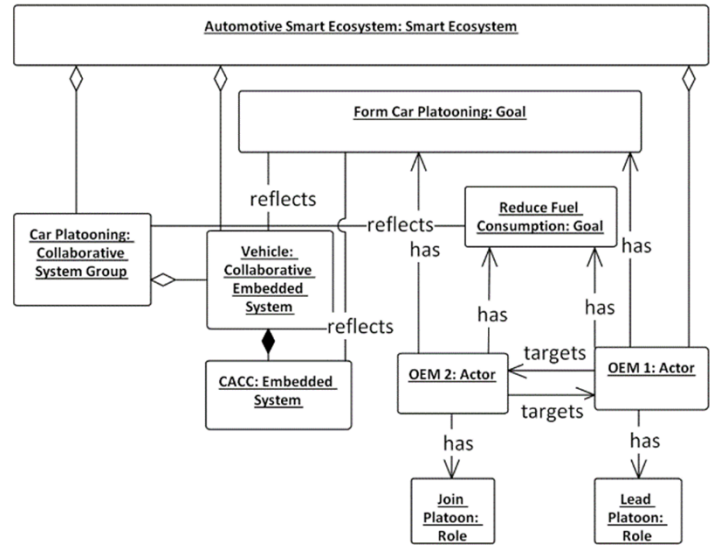 Automotive Smart Ecosystem: Smart Ecosystem
Form Car Platooning: Goal
reflects
Reduce Fuel
Consumption: Goal
Car Platooning:
Collaborative
System Group
reflects
has
has
Vehicle:
Collaborative
Embedded
System
has
has
reflects
targets
CACC: Embedded
System
OEM 2: Actor
OEM 1: Actor
targets
has
has
Join
Platoon:
Role
Lead
Platoon:
Role